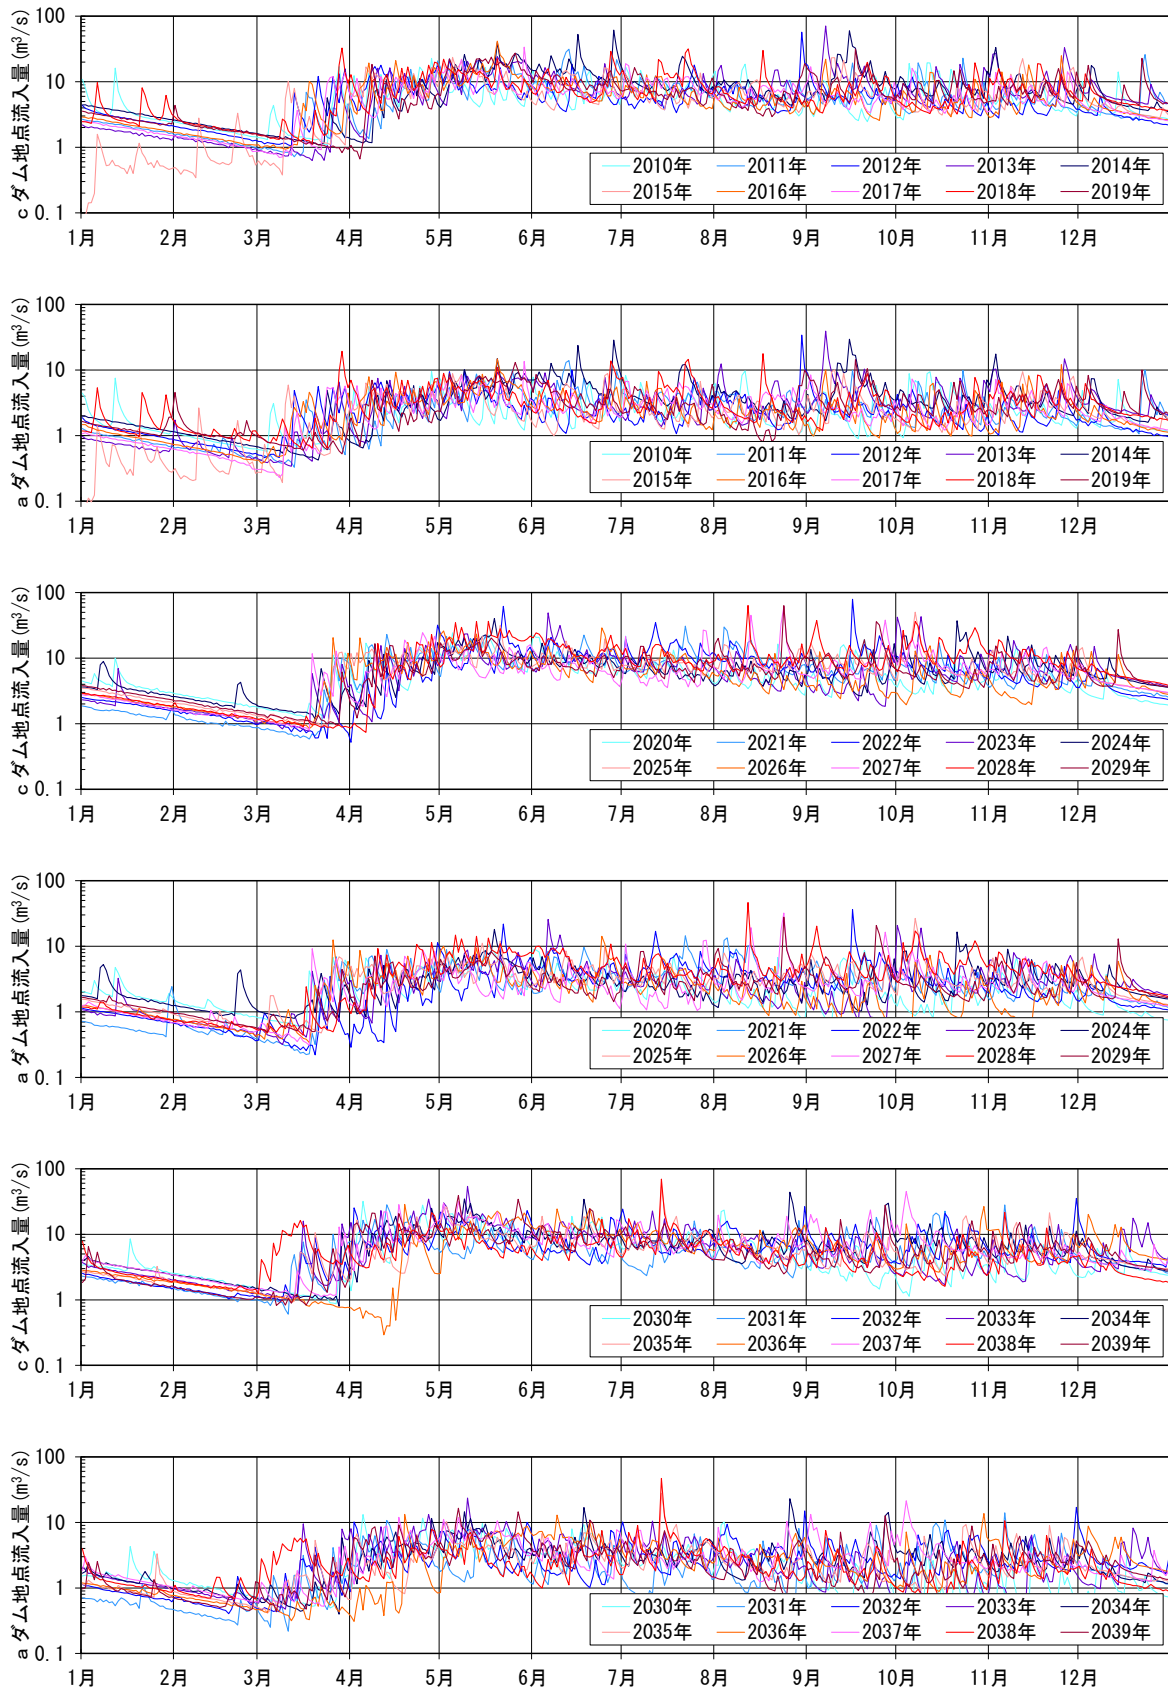 cダム地点流入量(m³/s)
100
10
1
0.1
2010年 2011年 2012年 2013年 2014年
2015年 2016年 2017年 2018年 2019年
1月 2月 3月 4月 5月 6月 7月 8月 9月 10月 11月 12月
aダム地点流入量(m³/s)
100
10
1
0.1
2010年 2011年 2012年 2013年 2014年
2015年 2016年 2017年 2018年 2019年
1月 2月 3月 4月 5月 6月 7月 8月 9月 10月 11月 12月
cダム地点流入量(m³/s)
100
10
1
0.1
2020年 2021年 2022年 2023年 2024年
2025年 2026年 2027年 2028年 2029年
1月 2月 3月 4月 5月 6月 7月 8月 9月 10月 11月 12月
aダム地点流入量(m³/s)
100
10
1
0.1
2020年 2021年 2022年 2023年 2024年
2025年 2026年 2027年 2028年 2029年
1月 2月 3月 4月 5月 6月 7月 8月 9月 10月 11月 12月
cダム地点流入量(m³/s)
100
10
1
0.1
2030年 2031年 2032年 2033年 2034年
2035年 2036年 2037年 2038年 2039年
1月 2月 3月 4月 5月 6月 7月 8月 9月 10月 11月 12月
aダム地点流入量(m³/s)
100
10
1
0.1
2030年 2031年 2032年 2033年 2034年
2035年 2036年 2037年 2038年 2039年
1月 2月 3月 4月 5月 6月 7月 8月 9月 10月 11月 12月